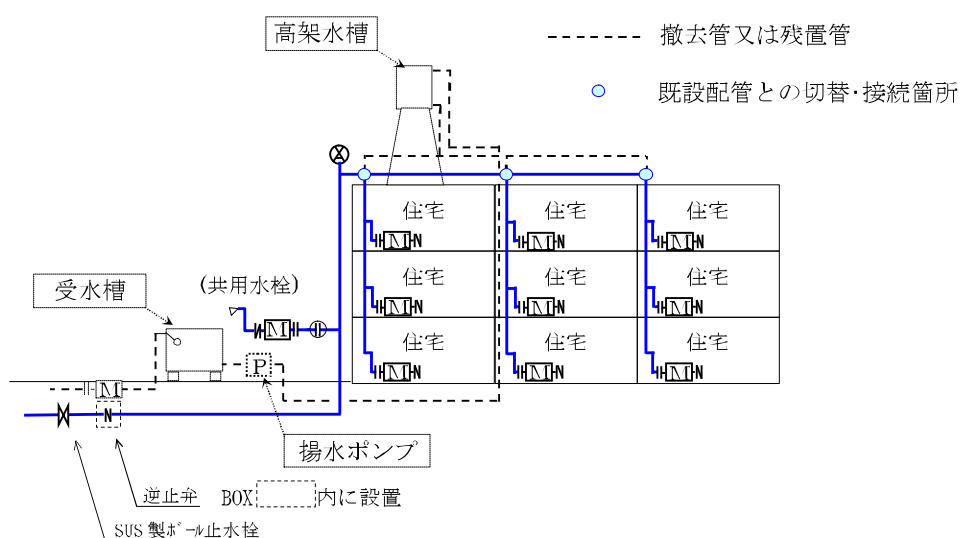 高架水槽
撤去管又は残置管
既設配管との切替･接続箇所
住宅 住宅 住宅
M N M N M N
受水槽
(共用水栓)
住宅 住宅 住宅
M N M N M N
M
住宅 住宅 住宅
P
M N M N M N
M
N
揚水ポンプ
逆止弁 BOX 内に設置
SUS製ﾎﾞｰﾙ止水栓